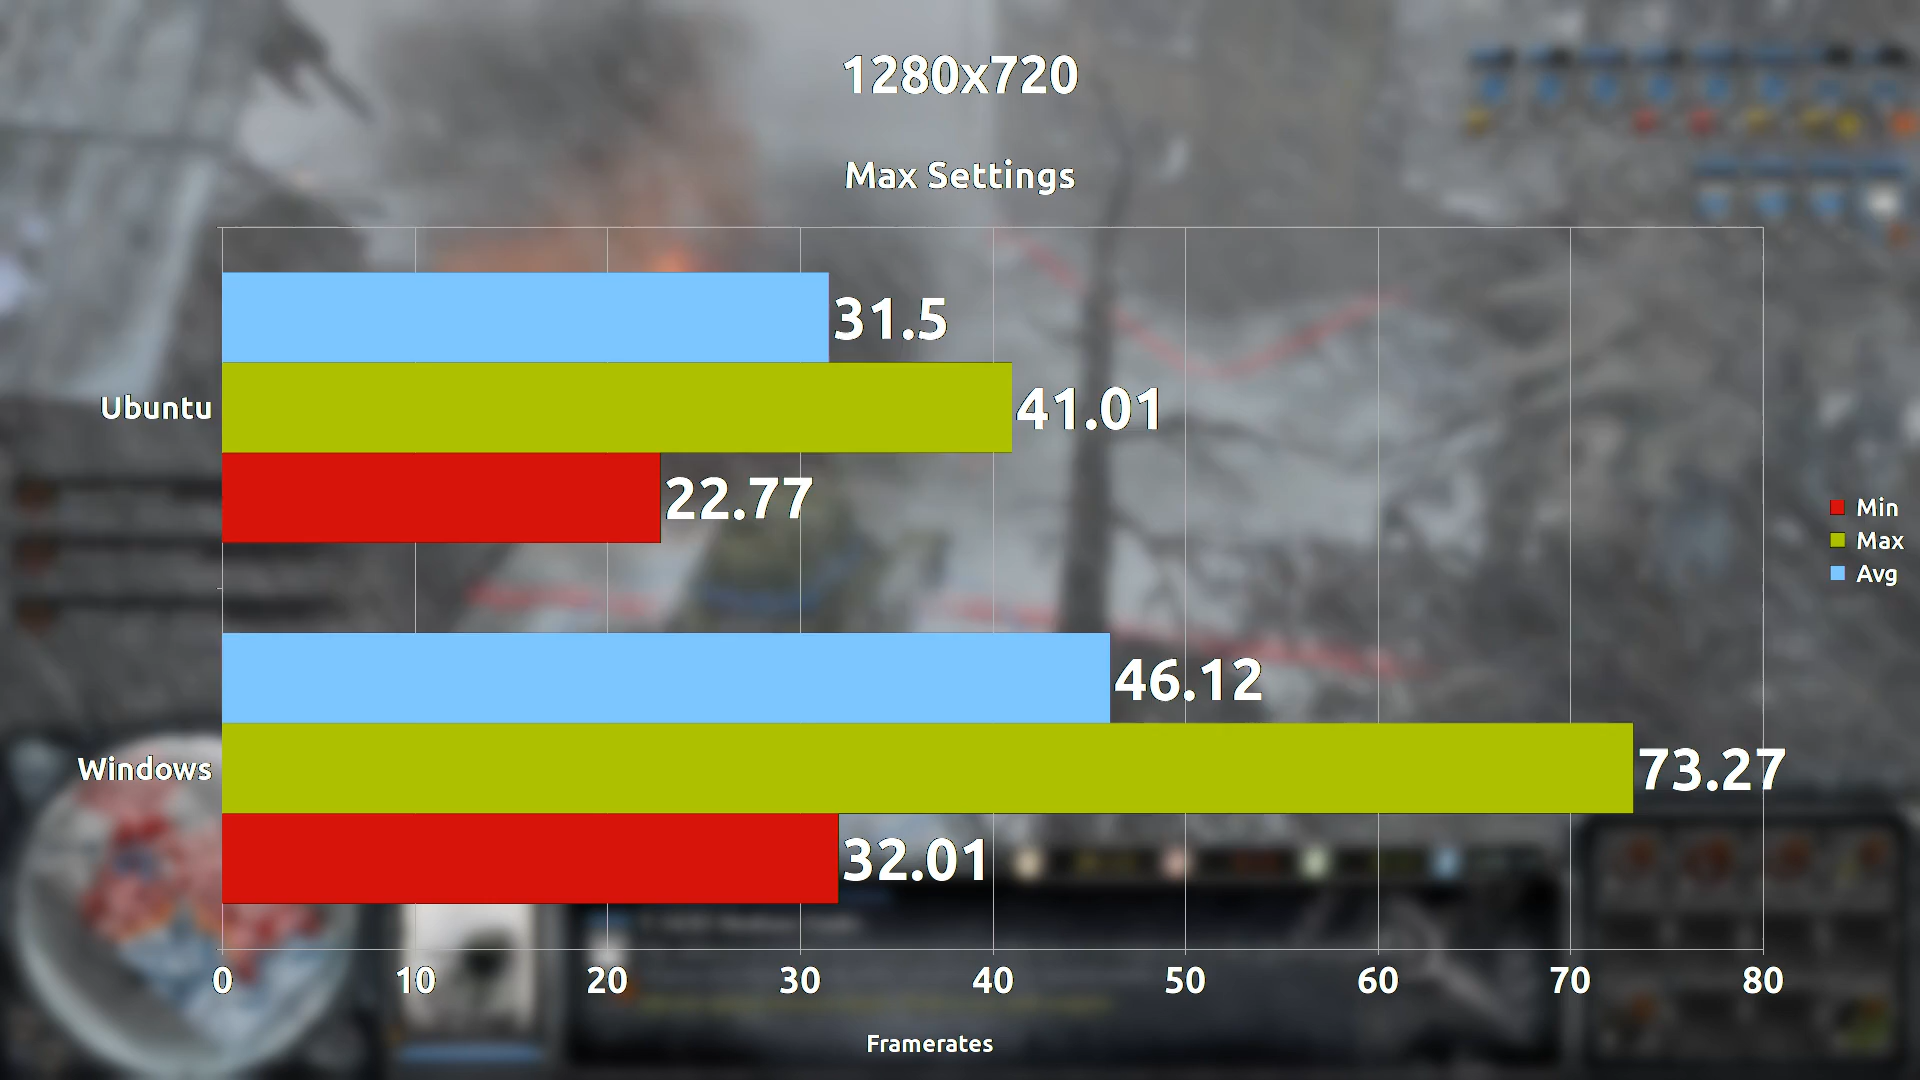 1280x720
Max Settings
31.5
Ubuntu
41.01
22.77
Min
Max
Avg
46.12
Windows
73.27
32.01
0 10 20 30 40 50 60 70 80
Framerates